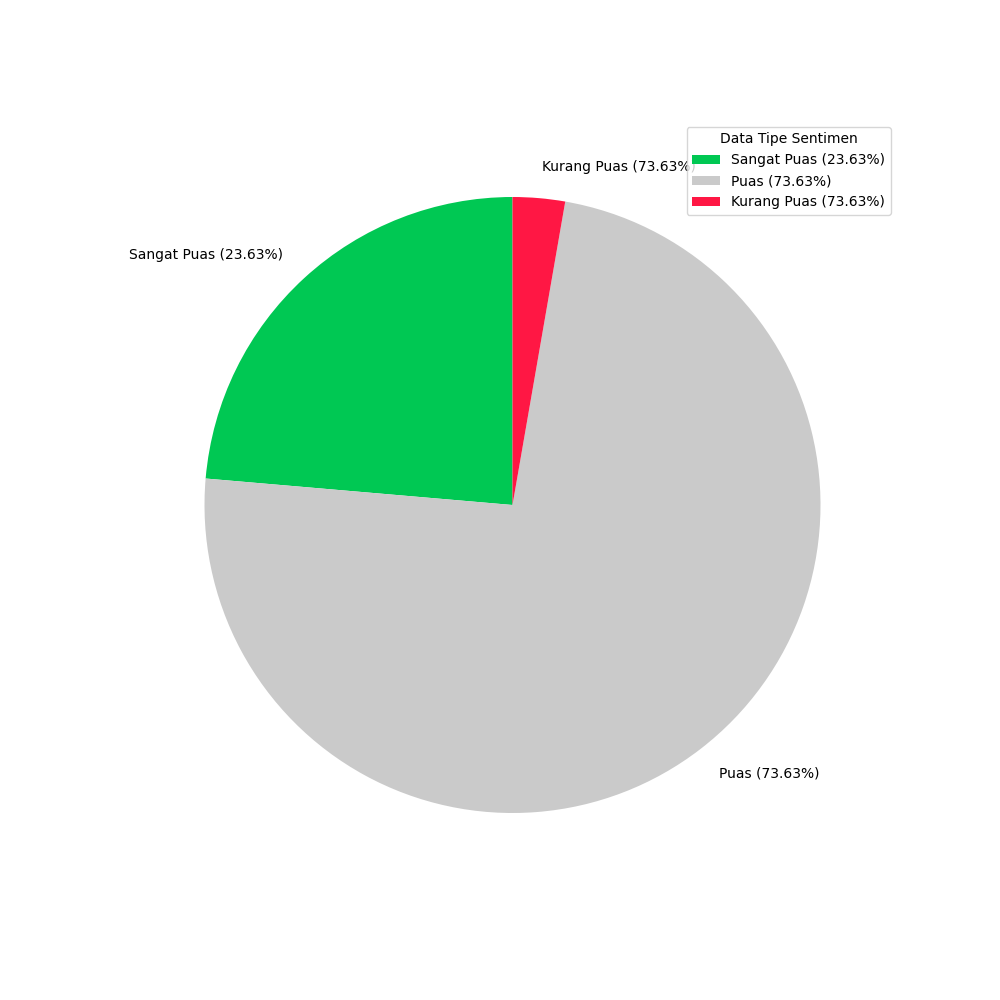 Data Tipe Sentimen
Sangat Puas (23.63%)
Puas (73.63%)
Kurang Puas (73.63%)
Kurang Puas (73.63%)
Sangat Puas (23.63%)
Puas (73.63%)